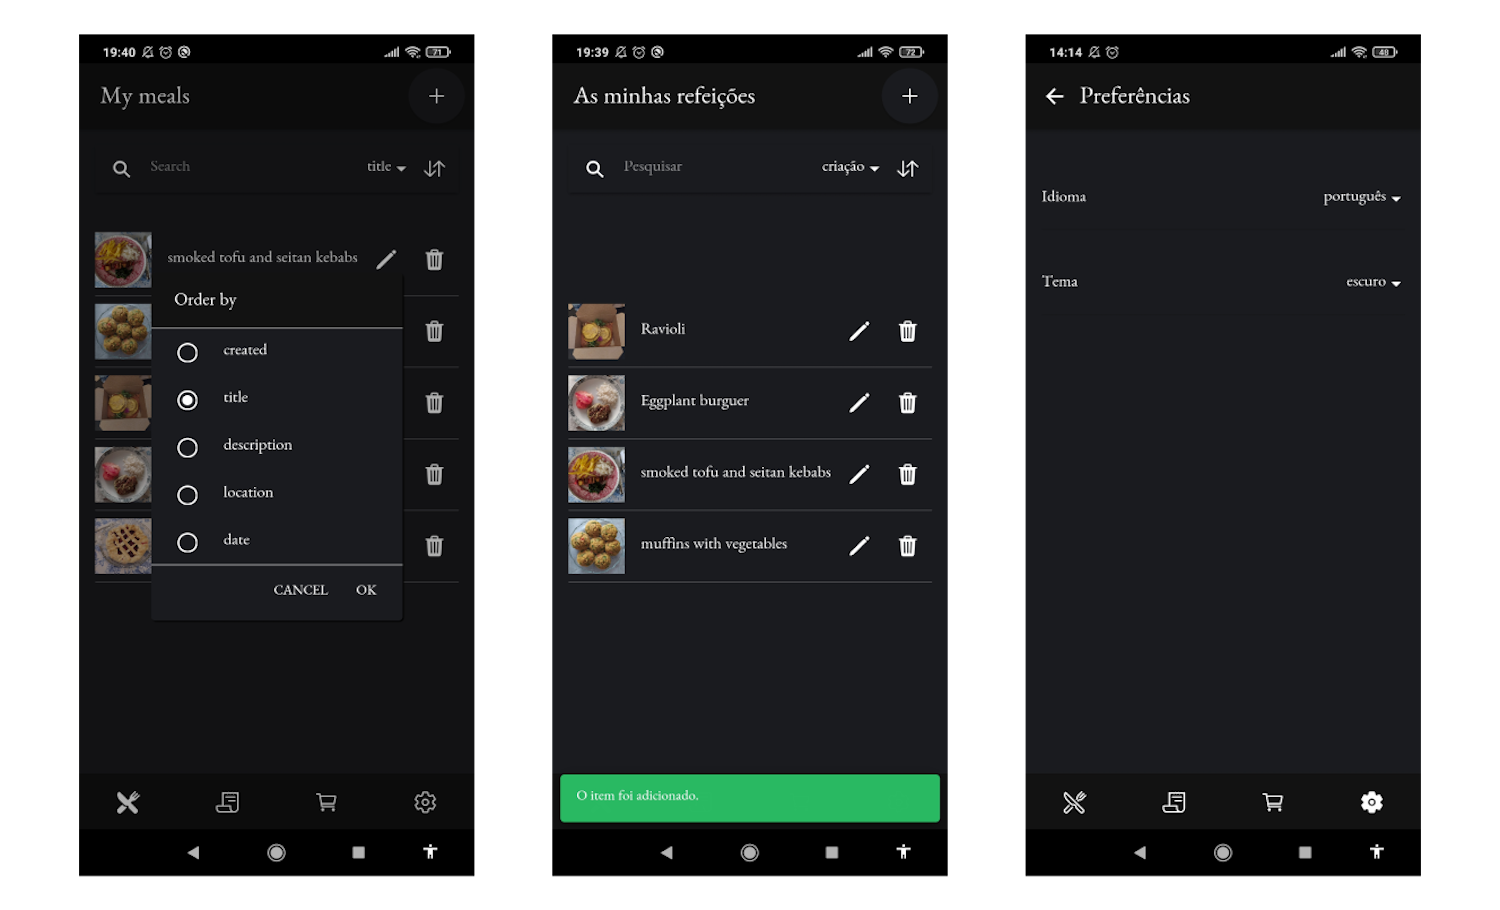 19:40
71
My meals
Search
title
smoked tofu and seitan kebabs
Order by
created
title
description
location
date
CANCEL OK
19:39
72
As minhas refeições
Pesquisar
criação
Ravioli
Eggplant burguer
smoked tofu and seitan kebabs
muffins with vegetables
O item foi adicionado.
14:14
48
Preferências
Idioma
português
Tema
escuro